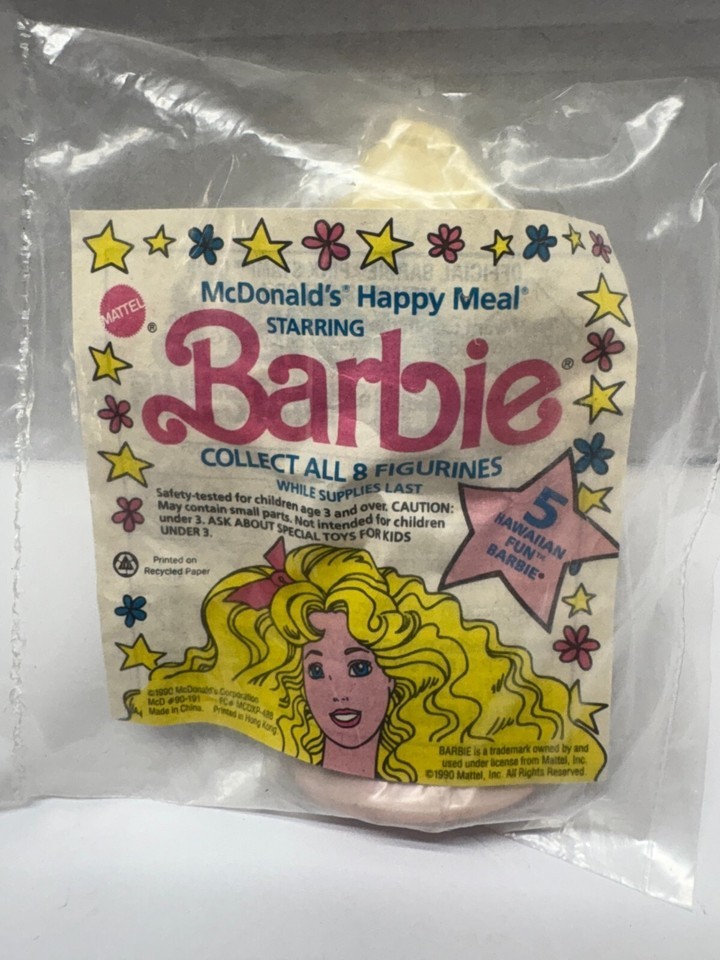 McDonald's® Happy Meal®
MATTEL
®
STARRING
Barbie®
COLLECT ALL 8 FIGURINES
WHILE SUPPLIES LAST
Safety-tested for children age 3 and over. CAUTION:
May contain small parts. Not intended for children
under 3. ASK ABOUT SPECIAL TOYS FOR KIDS
UNDER 3.
5
HAWAIIAN
FUN™
BARBIE®
Printed on
Recycled Paper
©1990 McDonald's Corporation
McD #90-191
Made in China. Printed in Hong Kong
BARBIE is a trademark owned by and
used under license from Mattel, Inc.
©1990 Mattel, Inc. All Rights Reserved.